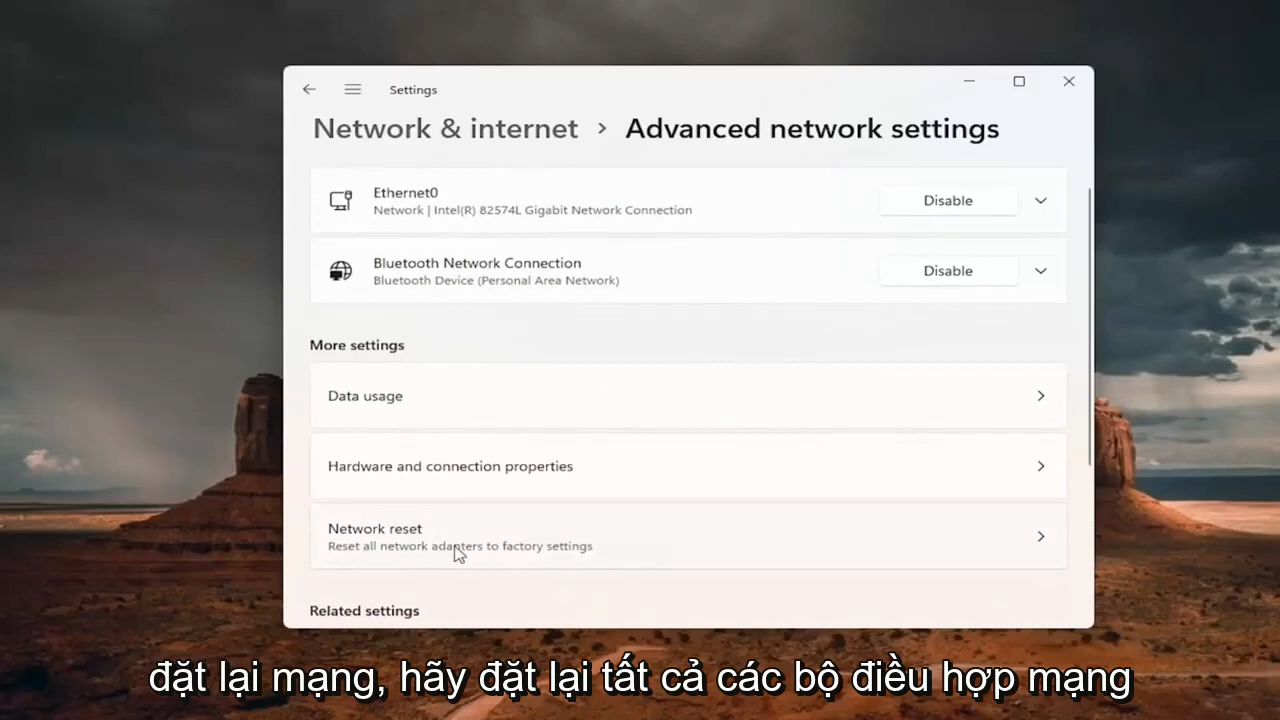 Settings
Network & internet > Advanced network settings
Ethernet0
Network | Intel(R) 82574L Gigabit Network Connection
Disable
Bluetooth Network Connection
Bluetooth Device (Personal Area Network)
Disable
More settings
Data usage
Hardware and connection properties
Network reset
Reset all network adapters to factory settings
Related settings
đặt lại mạng, hãy đặt lại tất cả các bộ điều hợp mạng